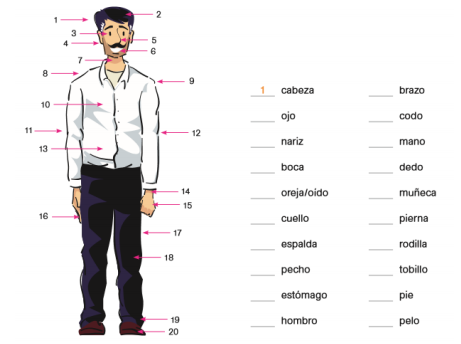 1
2
3
4
5
6
7
8
9
10
11
12
13
14
15
16
17
18
19
20
1 cabeza
ojo
nariz
boca
oreja/oído
cuello
espalda
pecho
estómago
hombro
brazo
codo
mano
dedo
muñeca
pierna
rodilla
tobillo
pie
pelo